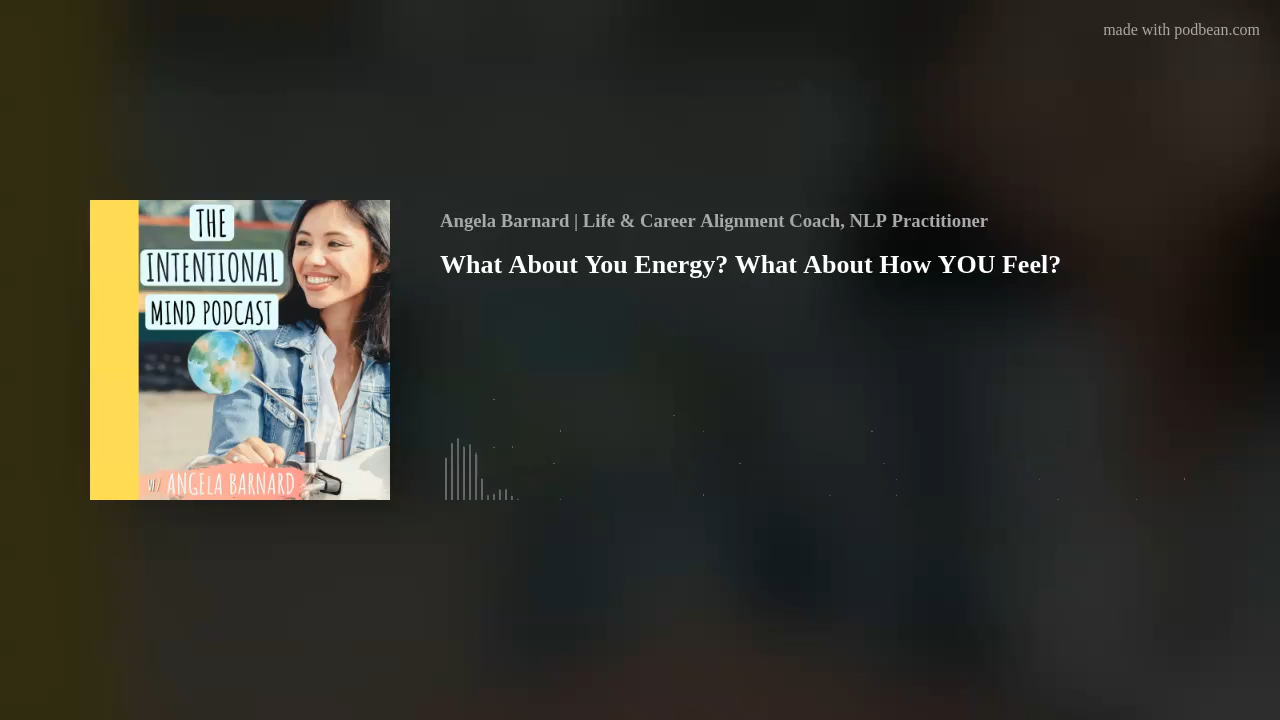 made with podbean.com
THE
INTENTIONAL
MIND PODCAST
W/ ANGELA BARNARD
Angela Barnard | Life & Career Alignment Coach, NLP Practitioner
What About You Energy? What About How YOU Feel?